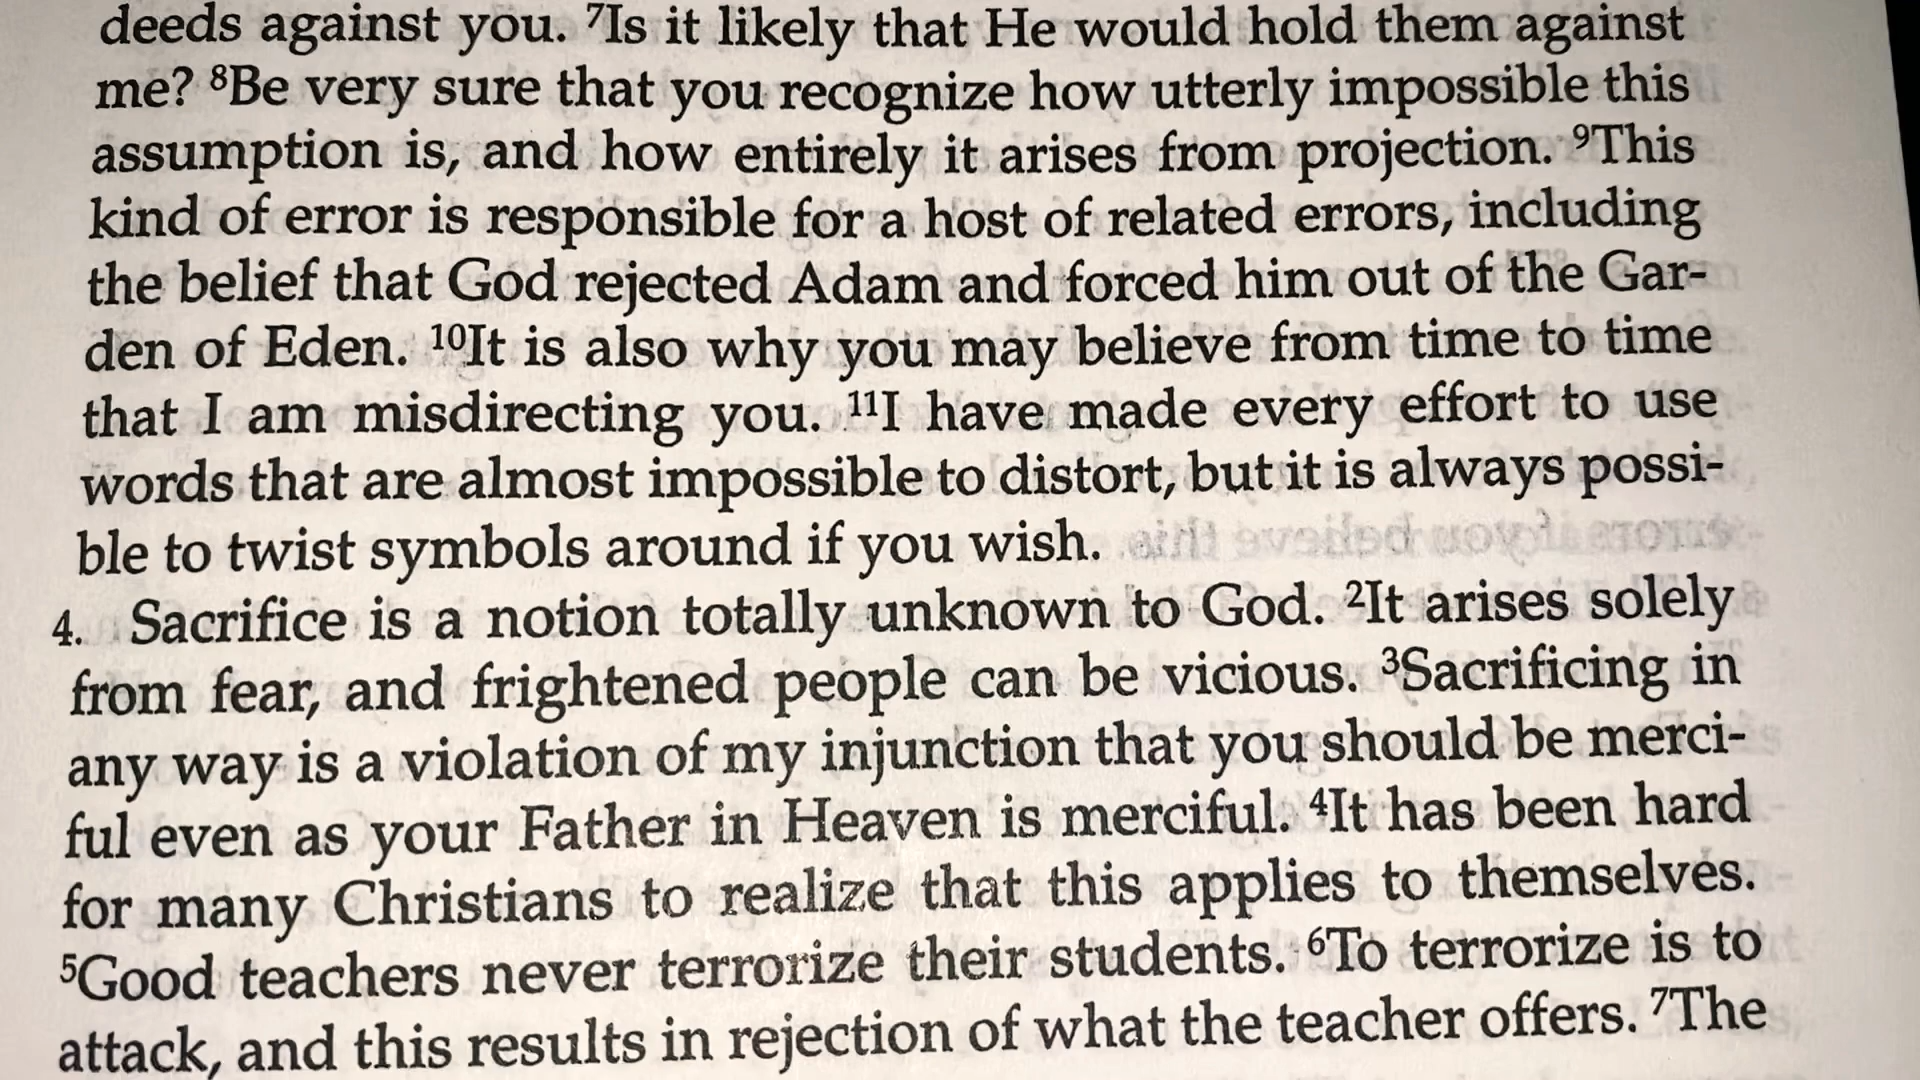 deeds against you. ⁷Is it likely that He would hold them against
me? ⁸Be very sure that you recognize how utterly impossible this
assumption is, and how entirely it arises from projection. ⁹This
kind of error is responsible for a host of related errors, including
the belief that God rejected Adam and forced him out of the Gar-
den of Eden. ¹⁰It is also why you may believe from time to time
that I am misdirecting you. ¹¹I have made every effort to use
words that are almost impossible to distort, but it is always possi-
ble to twist symbols around if you wish.
4. Sacrifice is a notion totally unknown to God. ²It arises solely
from fear, and frightened people can be vicious. ³Sacrificing in
any way is a violation of my injunction that you should be merci-
ful even as your Father in Heaven is merciful. ⁴It has been hard
for many Christians to realize that this applies to themselves.
⁵Good teachers never terrorize their students. ⁶To terrorize is to
attack, and this results in rejection of what the teacher offers. ⁷The